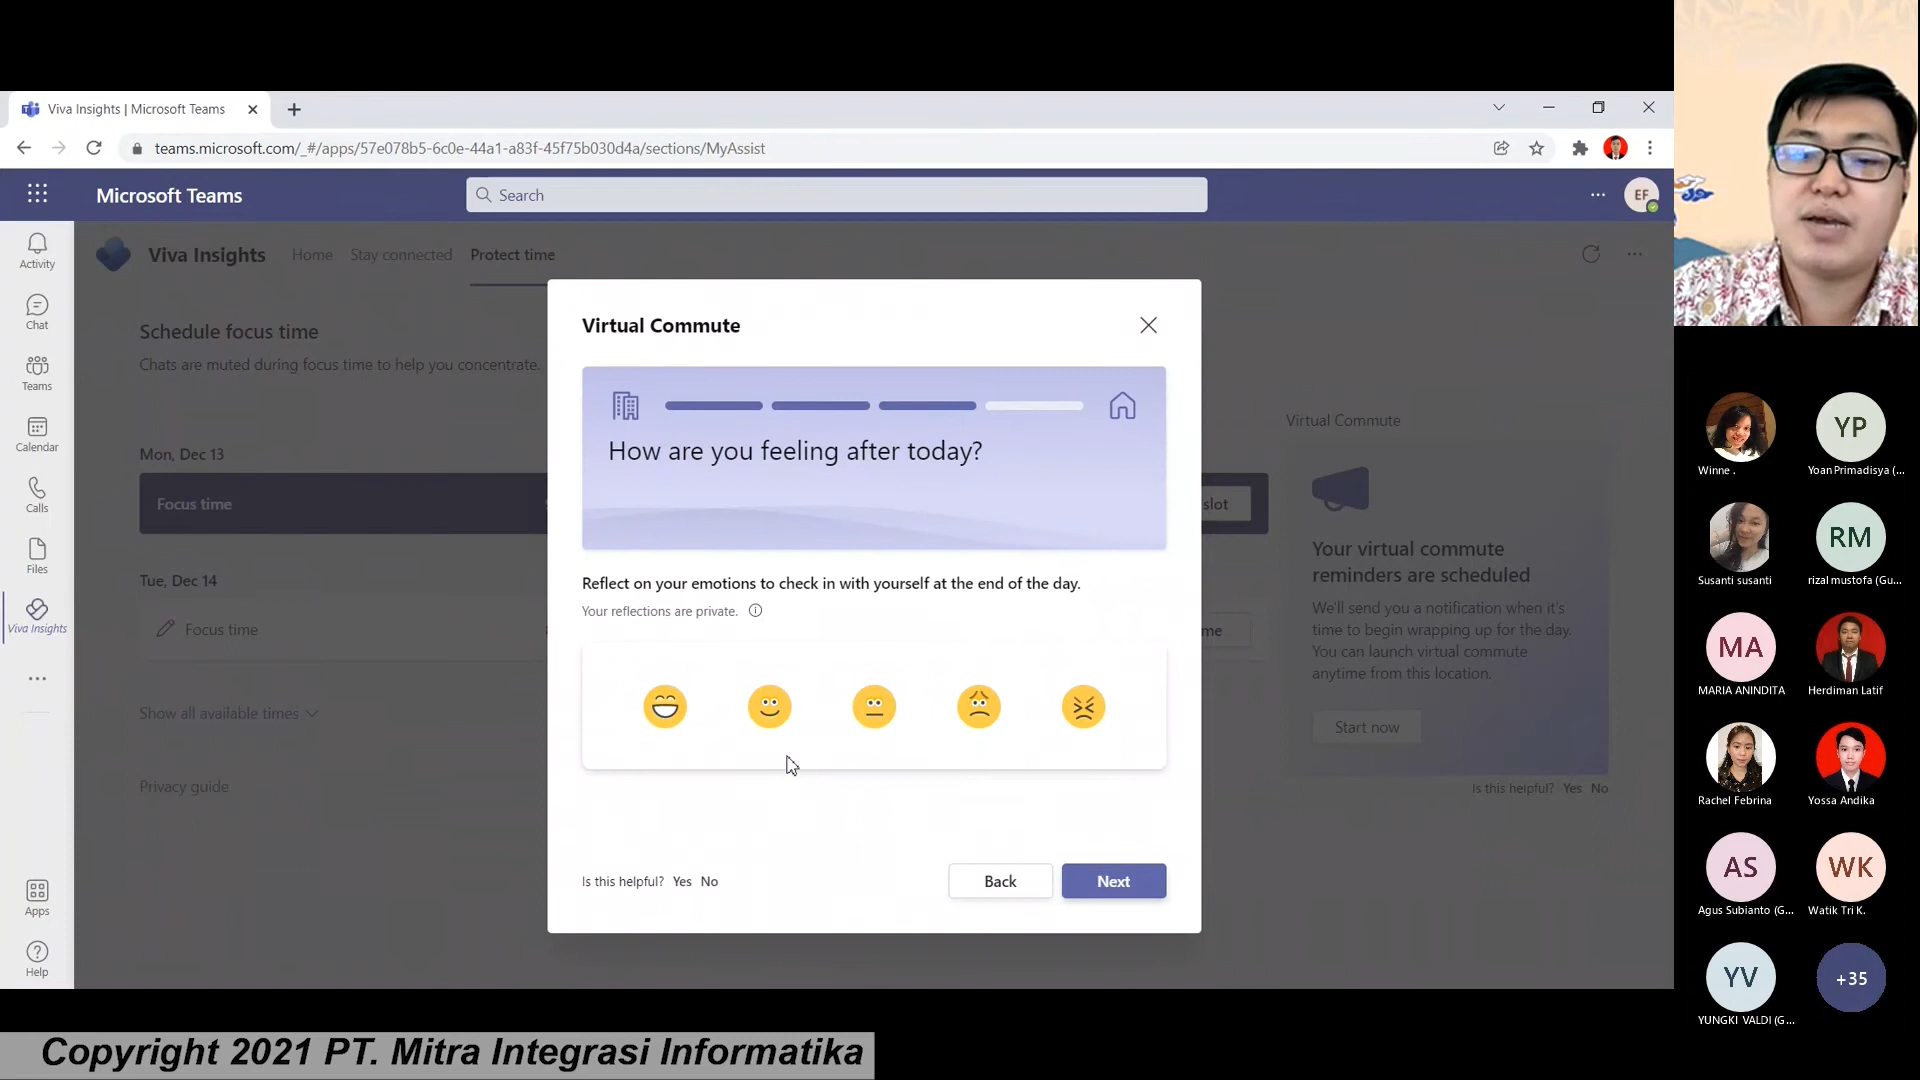 Viva Insights | Microsoft Teams
teams.microsoft.com/_#/apps/57e078b5-6c0e-44a1-a83f-45f75b030d4a/sections/MyAssist
Microsoft Teams
Search
EF
Activity
Chat
Teams
Calendar
Calls
Files
Viva Insights
Apps
Help
Viva Insights
Home
Stay connected
Protect time
Schedule focus time
Chats are muted during focus time to help you concentrate.
Mon, Dec 13
Focus time
slot
Tue, Dec 14
Focus time
me
Show all available times
Privacy guide
Virtual Commute
How are you feeling after today?
Reflect on your emotions to check in with yourself at the end of the day.
Your reflections are private.
Is this helpful? Yes No
Back
Next
Virtual Commute
Your virtual commute
reminders are scheduled
We'll send you a notification when it's
time to begin wrapping up for the day.
You can launch virtual commute
anytime from this location.
Start now
Is this helpful? Yes No
Winne .
YP
Yoan Primadisya (...
Susanti susanti
RM
rizal mustofa (Gu...
MA
MARIA ANINDITA
Herdiman Latif
Rachel Febrina
Yossa Andika
AS
Agus Subianto (G...
WK
Watik Tri K.
YV
YUNGKI VALDI (G...
+35
Copyright 2021 PT. Mitra Integrasi Informatika